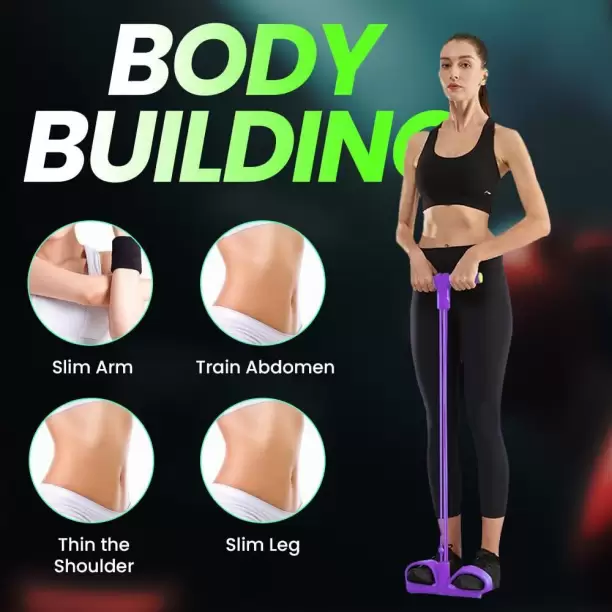 BODY
BUILDING
Slim Arm
Train Abdomen
Thin the
Shoulder
Slim Leg